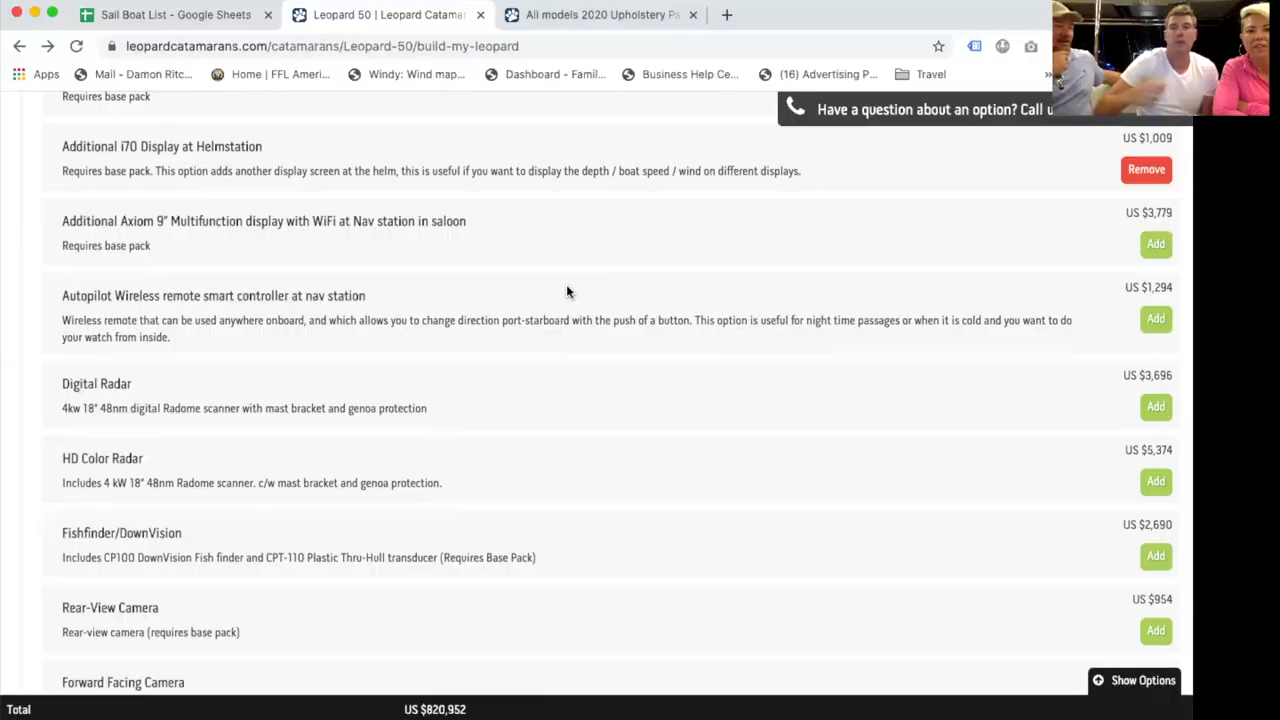 Sail Boat List - Google Sheets
Leopard 50 | Leopard Catamar
All models 2020 Upholstery Pa
leopardcatamarans.com/catamarans/Leopard-50/build-my-leopard
Apps
Mail - Damon Ritc...
Home | FFL Ameri...
Windy: Wind map...
Dashboard - Famil...
Business Help Ce...
(16) Advertising P...
Travel
»
Requires base pack
Have a question about an option? Call u
Additional i70 Display at Helmstation
US $1,009
Requires base pack. This option adds another display screen at the helm, this is useful if you want to display the depth / boat speed / wind on different displays.
Remove
Additional Axiom 9" Multifunction display with WiFi at Nav station in saloon
US $3,779
Requires base pack
Add
Autopilot Wireless remote smart controller at nav station
US $1,294
Wireless remote that can be used anywhere onboard, and which allows you to change direction port-starboard with the push of a button. This option is useful for night time passages or when it is cold and you want to do
your watch from inside.
Add
Digital Radar
US $3,696
4kw 18" 48nm digital Radome scanner with mast bracket and genoa protection
Add
HD Color Radar
US $5,374
Includes 4 kW 18" 48nm Radome scanner. c/w mast bracket and genoa protection.
Add
Fishfinder/DownVision
US $2,690
Includes CP100 DownVision Fish finder and CPT-110 Plastic Thru-Hull transducer (Requires Base Pack)
Add
Rear-View Camera
US $954
Rear-view camera (requires base pack)
Add
Forward Facing Camera
Show Options
Total
US $820,952